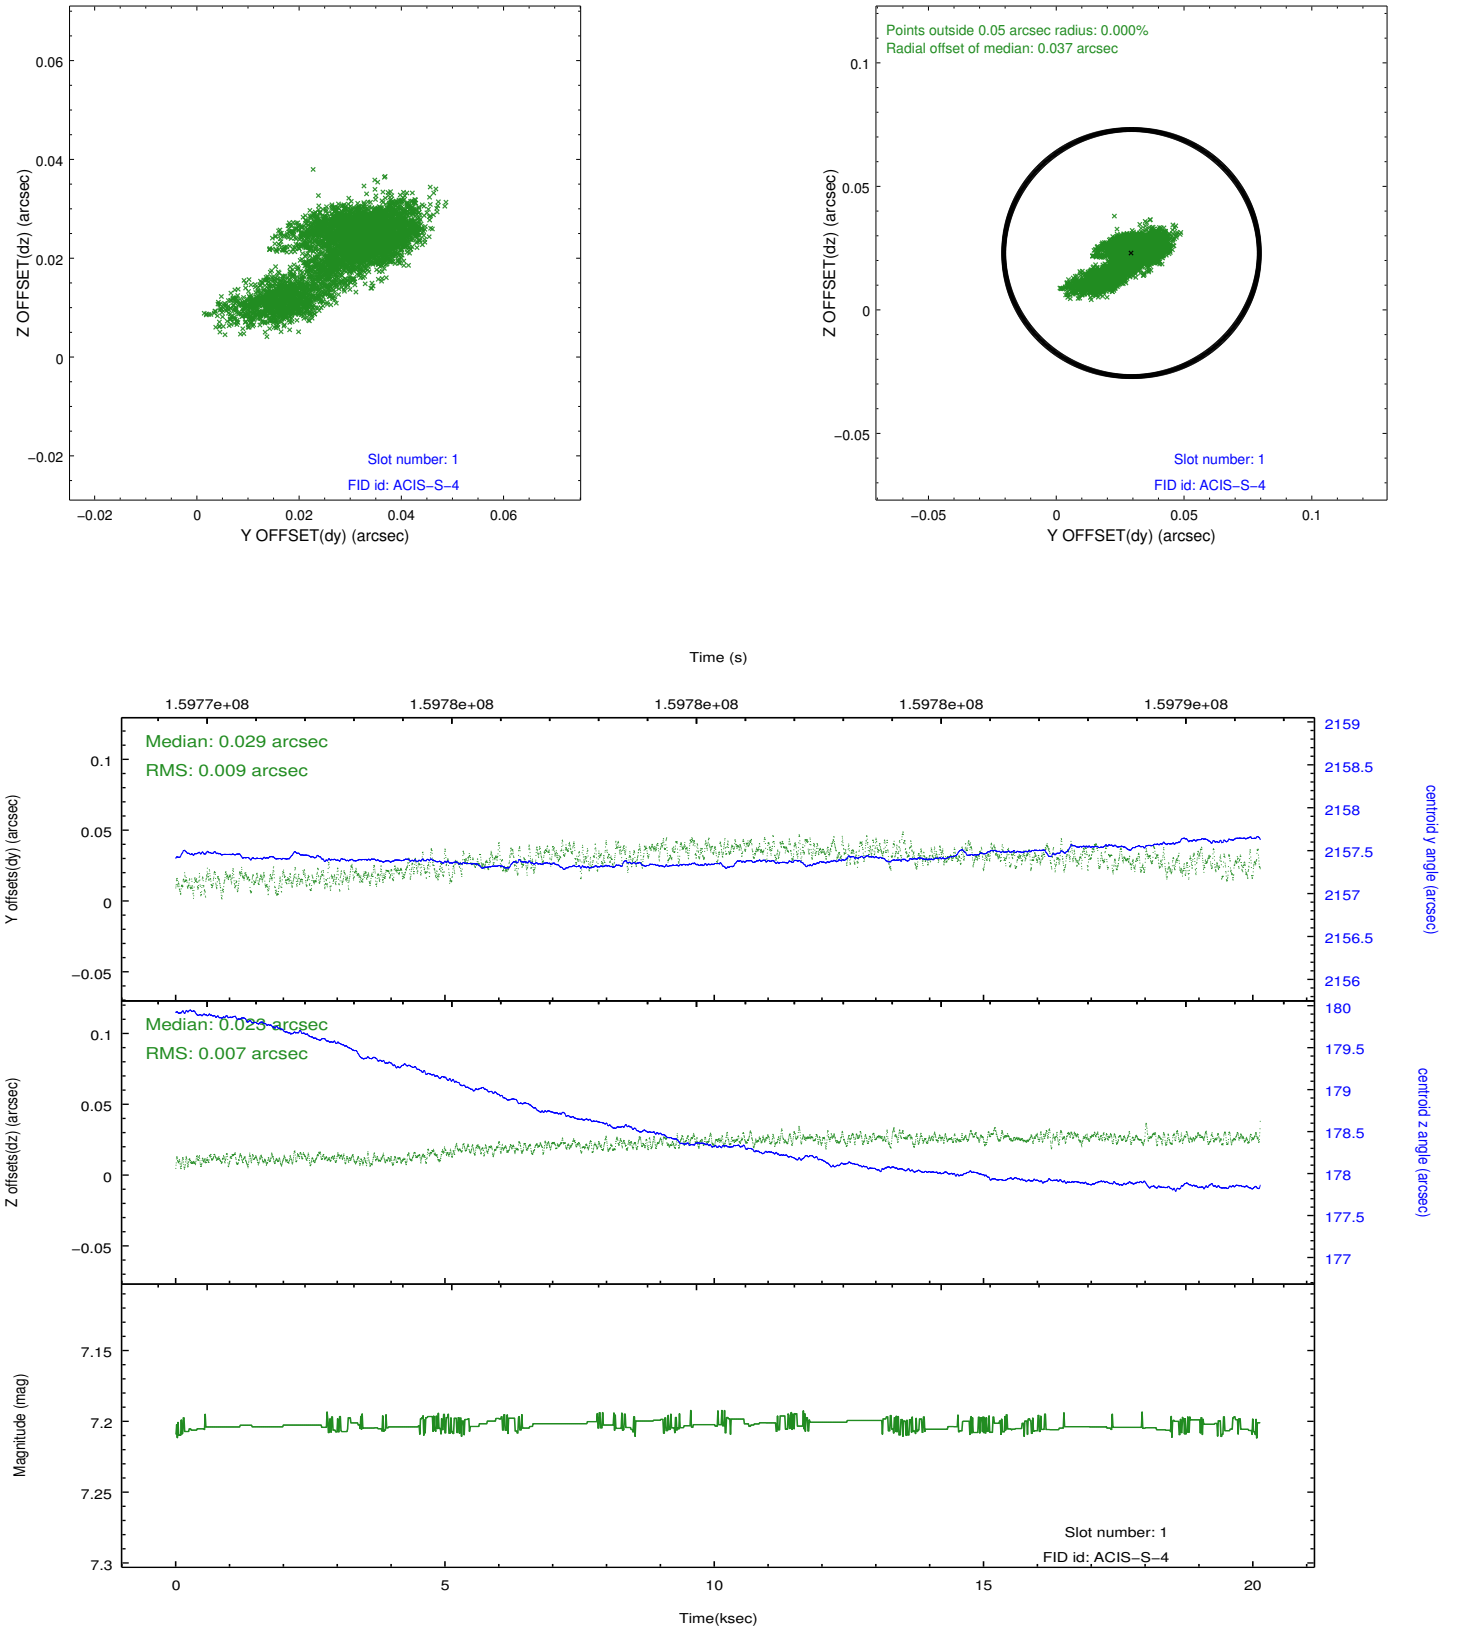 0.06
0.04
0.02
0
−0.02
Z OFFSET(dz) (arcsec)
Slot number: 1
FID id: ACIS−S−4
−0.02 0 0.02 0.04 0.06
Y OFFSET(dy) (arcsec)
Points outside 0.05 arcsec radius: 0.000%
Radial offset of median: 0.037 arcsec
0.1
0.05
0
−0.05
Z OFFSET(dz) (arcsec)
Slot number: 1
FID id: ACIS−S−4
−0.05 0 0.05 0.1
Y OFFSET(dy) (arcsec)
Time (s)
1.5977e+08 1.5978e+08 1.5978e+08 1.5978e+08 1.5979e+08
Median: 0.029 arcsec
RMS: 0.009 arcsec
0.1
0.05
0
−0.05
Y offsets(dy) (arcsec)
2159
2158.5
2158
2157.5
2157
2156.5
2156
centroid y angle (arcsec)
Median: 0.023 arcsec
RMS: 0.007 arcsec
0.1
0.05
0
−0.05
Z offsets(dz) (arcsec)
180
179.5
179
178.5
178
177.5
177
centroid z angle (arcsec)
7.15
7.2
7.25
7.3
Magnitude (mag)
Slot number: 1
FID id: ACIS−S−4
0 5 10 15 20
Time(ksec)